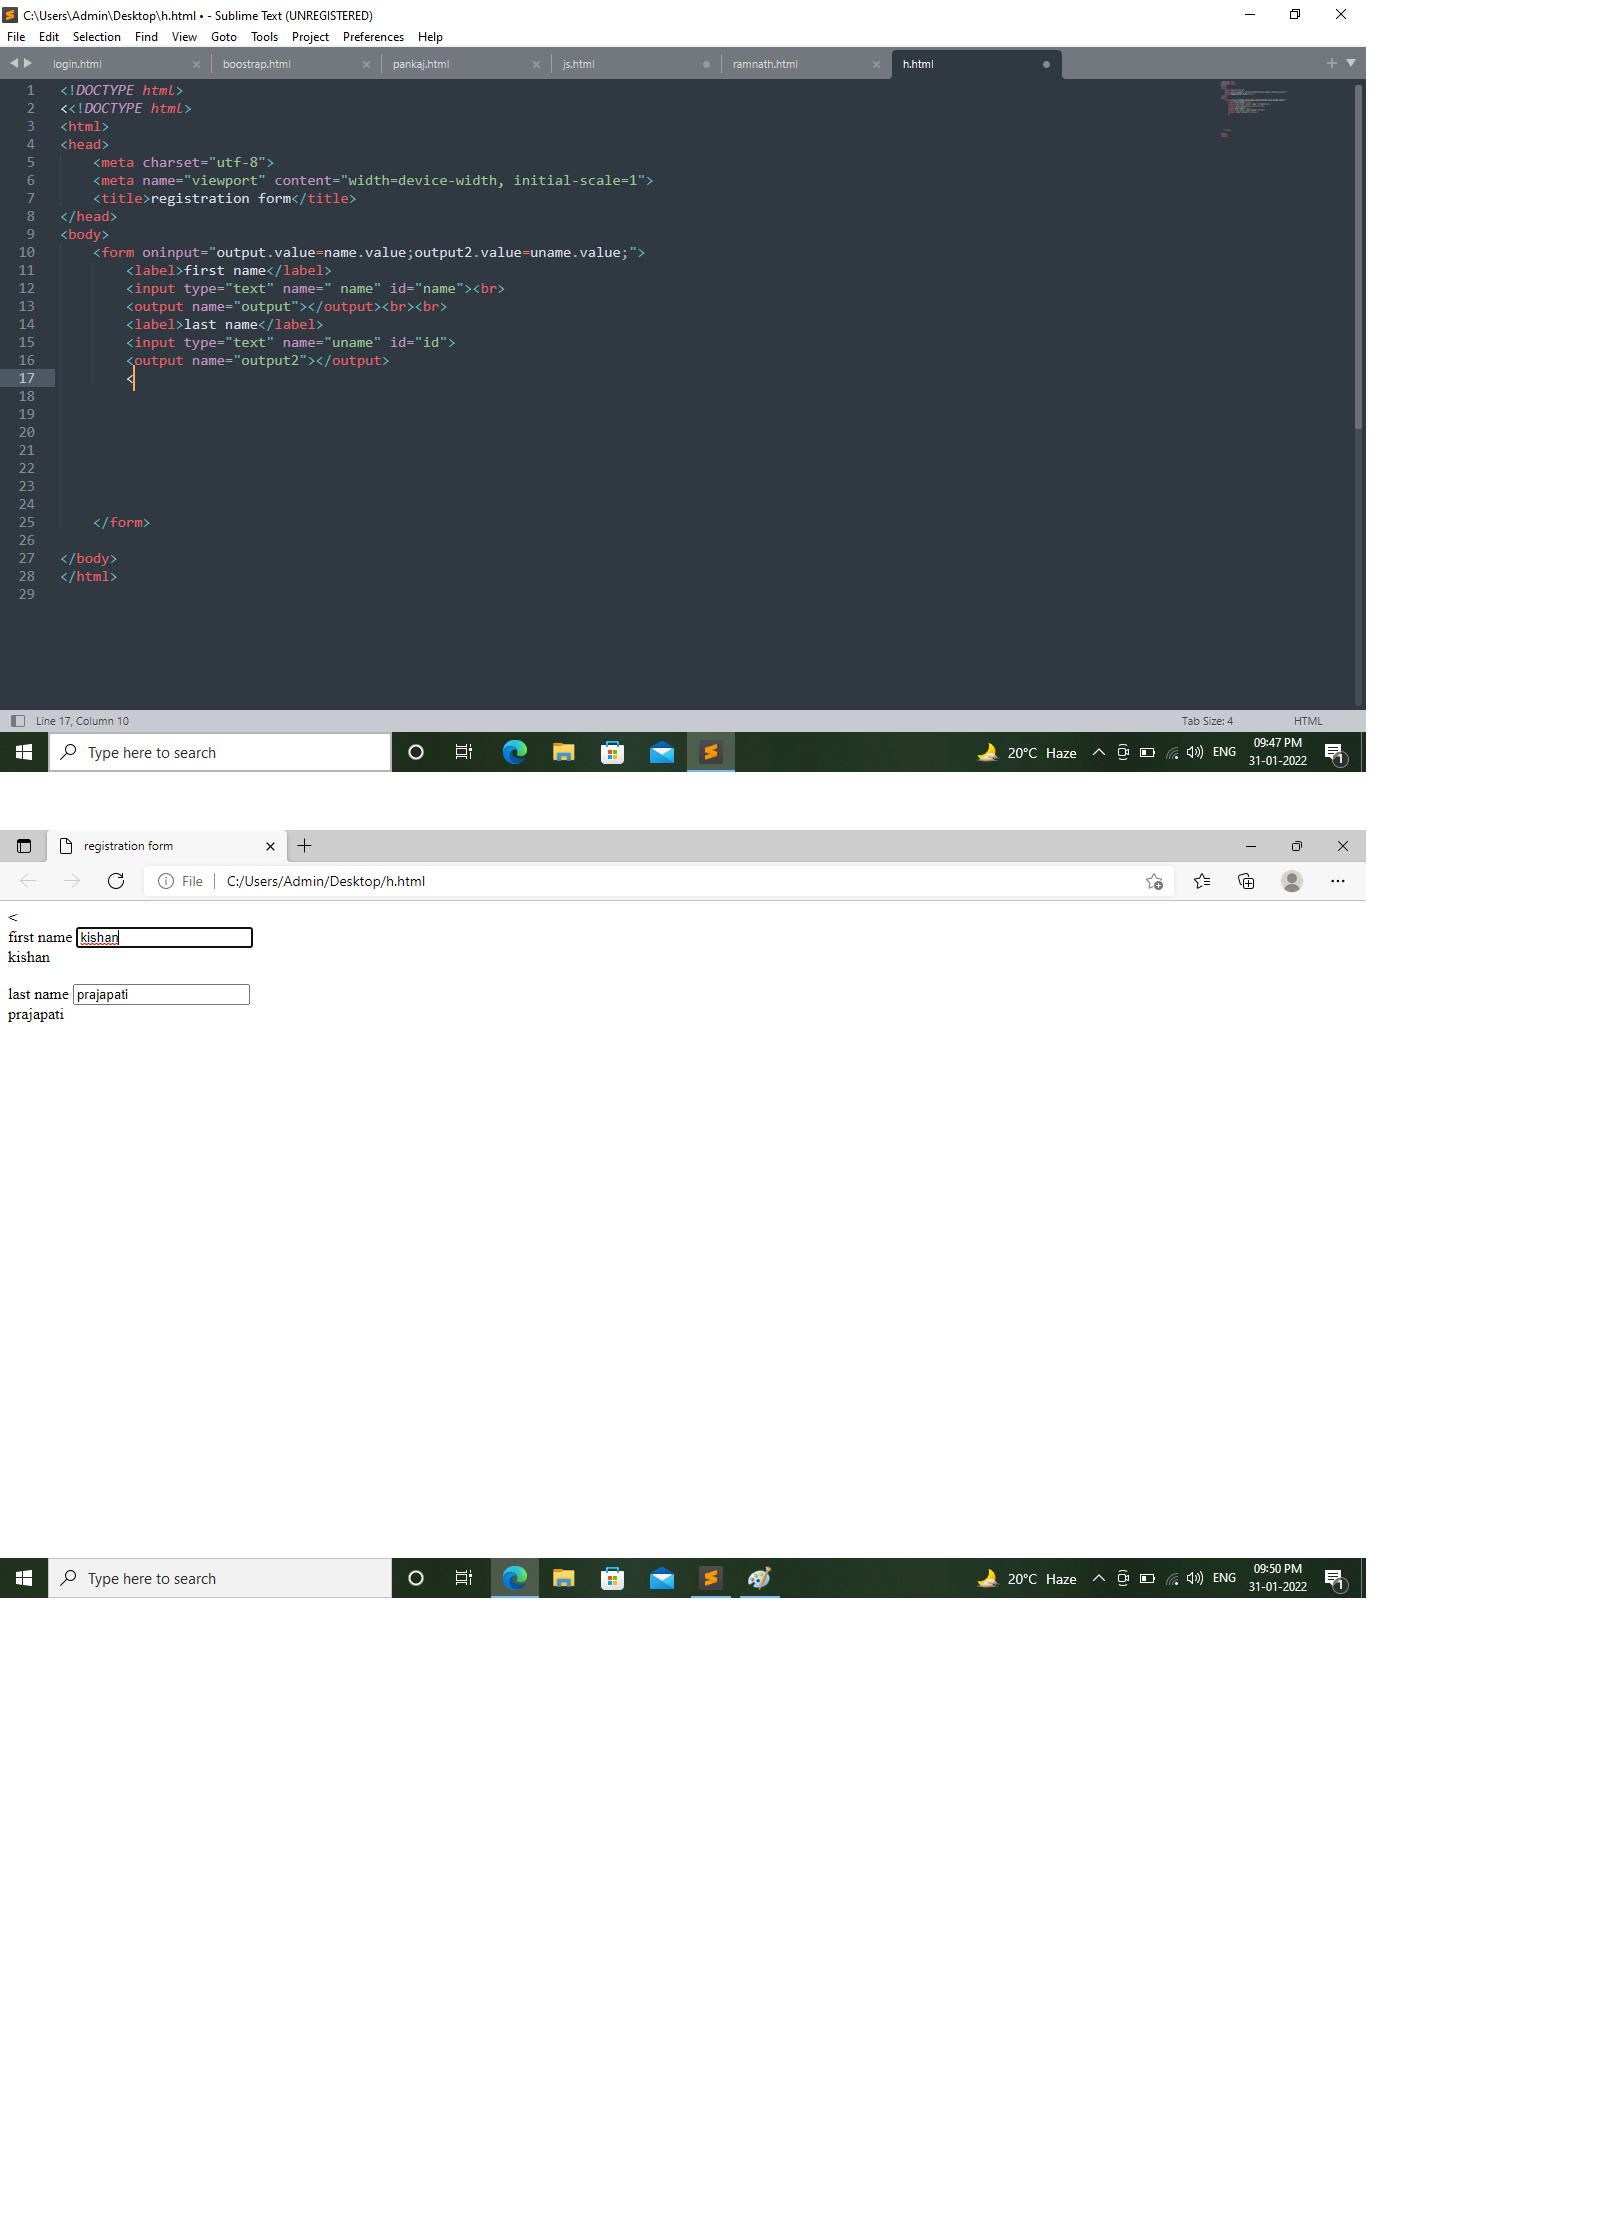 C:\Users\Admin\Desktop\h.html • - Sublime Text (UNREGISTERED)
File Edit Selection Find View Goto Tools Project Preferences Help
login.html boostrap.html pankaj.html js.html ramnath.html h.html
1 <!DOCTYPE html>
2 <<!DOCTYPE html>
3 <html>
4 <head>
5 <meta charset="utf-8">
6 <meta name="viewport" content="width=device-width, initial-scale=1">
7 <title>registration form</title>
8 </head>
9 <body>
10 <form oninput="output.value=name.value;output2.value=uname.value;">
11 <label>first name</label>
12 <input type="text" name=" name" id="name"><br>
13 <output name="output"></output><br><br>
14 <label>last name</label>
15 <input type="text" name="uname" id="id">
16 <output name="output2"></output>
17 <
18
19
20
21
22
23
24
25 </form>
26
27 </body>
28 </html>
29
Line 17, Column 10 Tab Size: 4 HTML
Type here to search 20°C Haze ENG 09:47 PM 31-01-2022 1
registration form
File C:/Users/Admin/Desktop/h.html
<
first name kishan
kishan
last name prajapati
prajapati
Type here to search 20°C Haze ENG 09:50 PM 31-01-2022 1